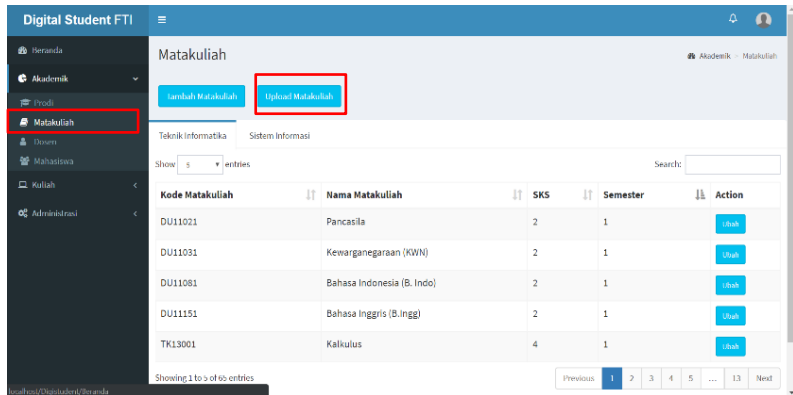 Digital Student FTI
Beranda
Akademik
Prodi
Matakuliah
Dosen
Mahasiswa
Kuliah
Administrasi
Matakuliah
Akademik > Matakuliah
Tambah Matakuliah Upload Matakuliah
Teknik Informatika Sistem Informasi
Show 5 entries Search:
Kode Matakuliah Nama Matakuliah SKS Semester Action
DU11021 Pancasila 2 1 Ubah
DU11031 Kewarganegaraan (KWN) 2 1 Ubah
DU11081 Bahasa Indonesia (B. Indo) 2 1 Ubah
DU11151 Bahasa Inggris (B.Ingg) 2 1 Ubah
TK13001 Kalkulus 4 1 Ubah
Showing 1 to 5 of 65 entries Previous 1 2 3 4 5 ... 13 Next
localhost/Digistudent/Beranda